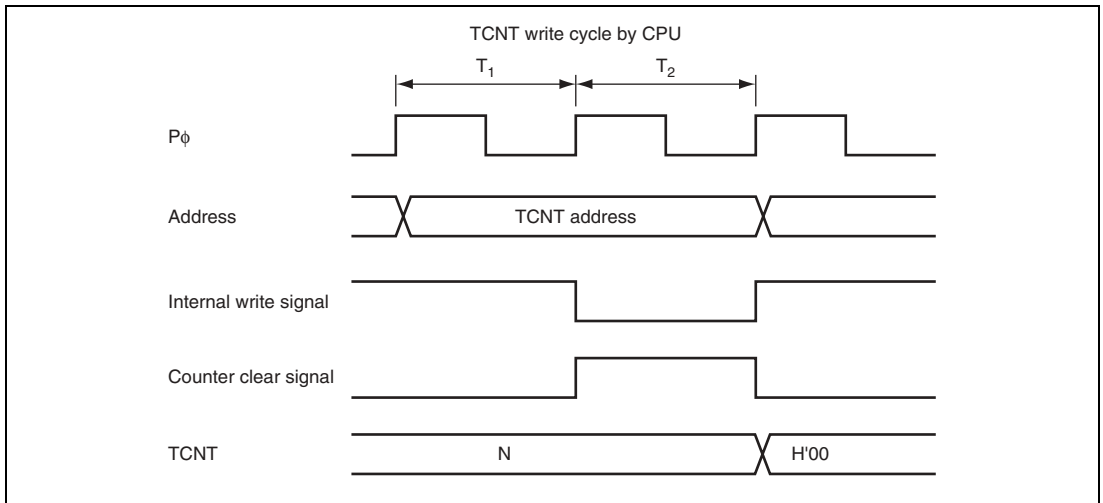 TCNT write cycle by CPU
T1 T2
Pϕ
Address TCNT address
Internal write signal
Counter clear signal
TCNT N H'00